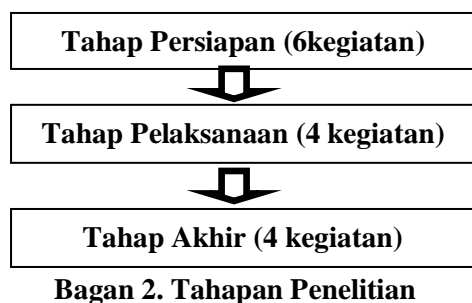 Tahap Persiapan (6kegiatan)
Tahap Pelaksanaan (4 kegiatan)
Tahap Akhir (4 kegiatan)
Bagan 2. Tahapan Penelitian